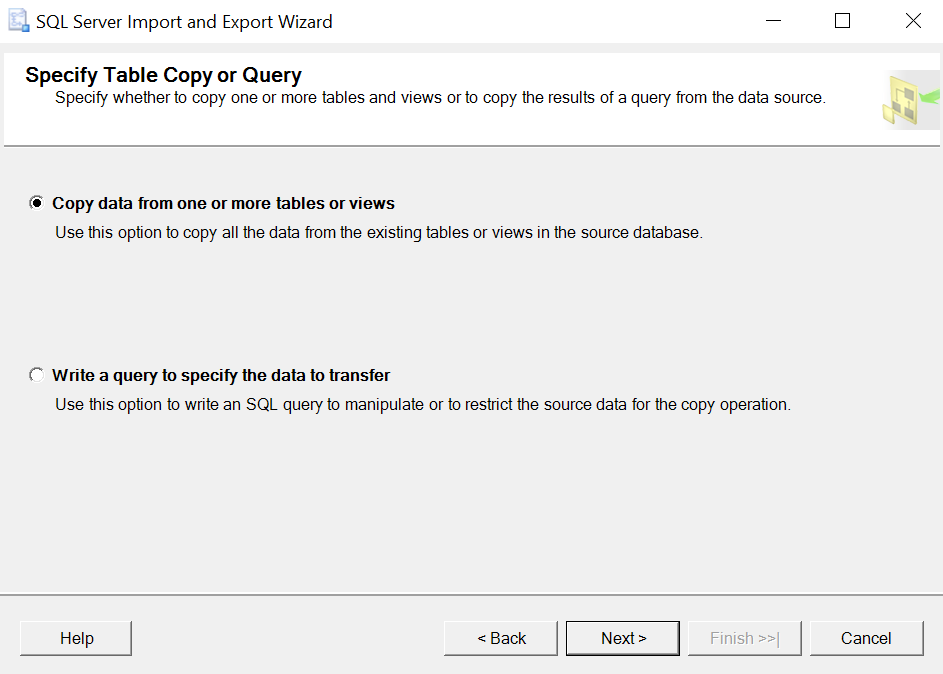 SQL Server Import and Export Wizard
Specify Table Copy or Query
Specify whether to copy one or more tables and views or to copy the results of a query from the data source.
Copy data from one or more tables or views
Use this option to copy all the data from the existing tables or views in the source database.
Write a query to specify the data to transfer
Use this option to write an SQL query to manipulate or to restrict the source data for the copy operation.
Help < Back Next > Finish >>| Cancel